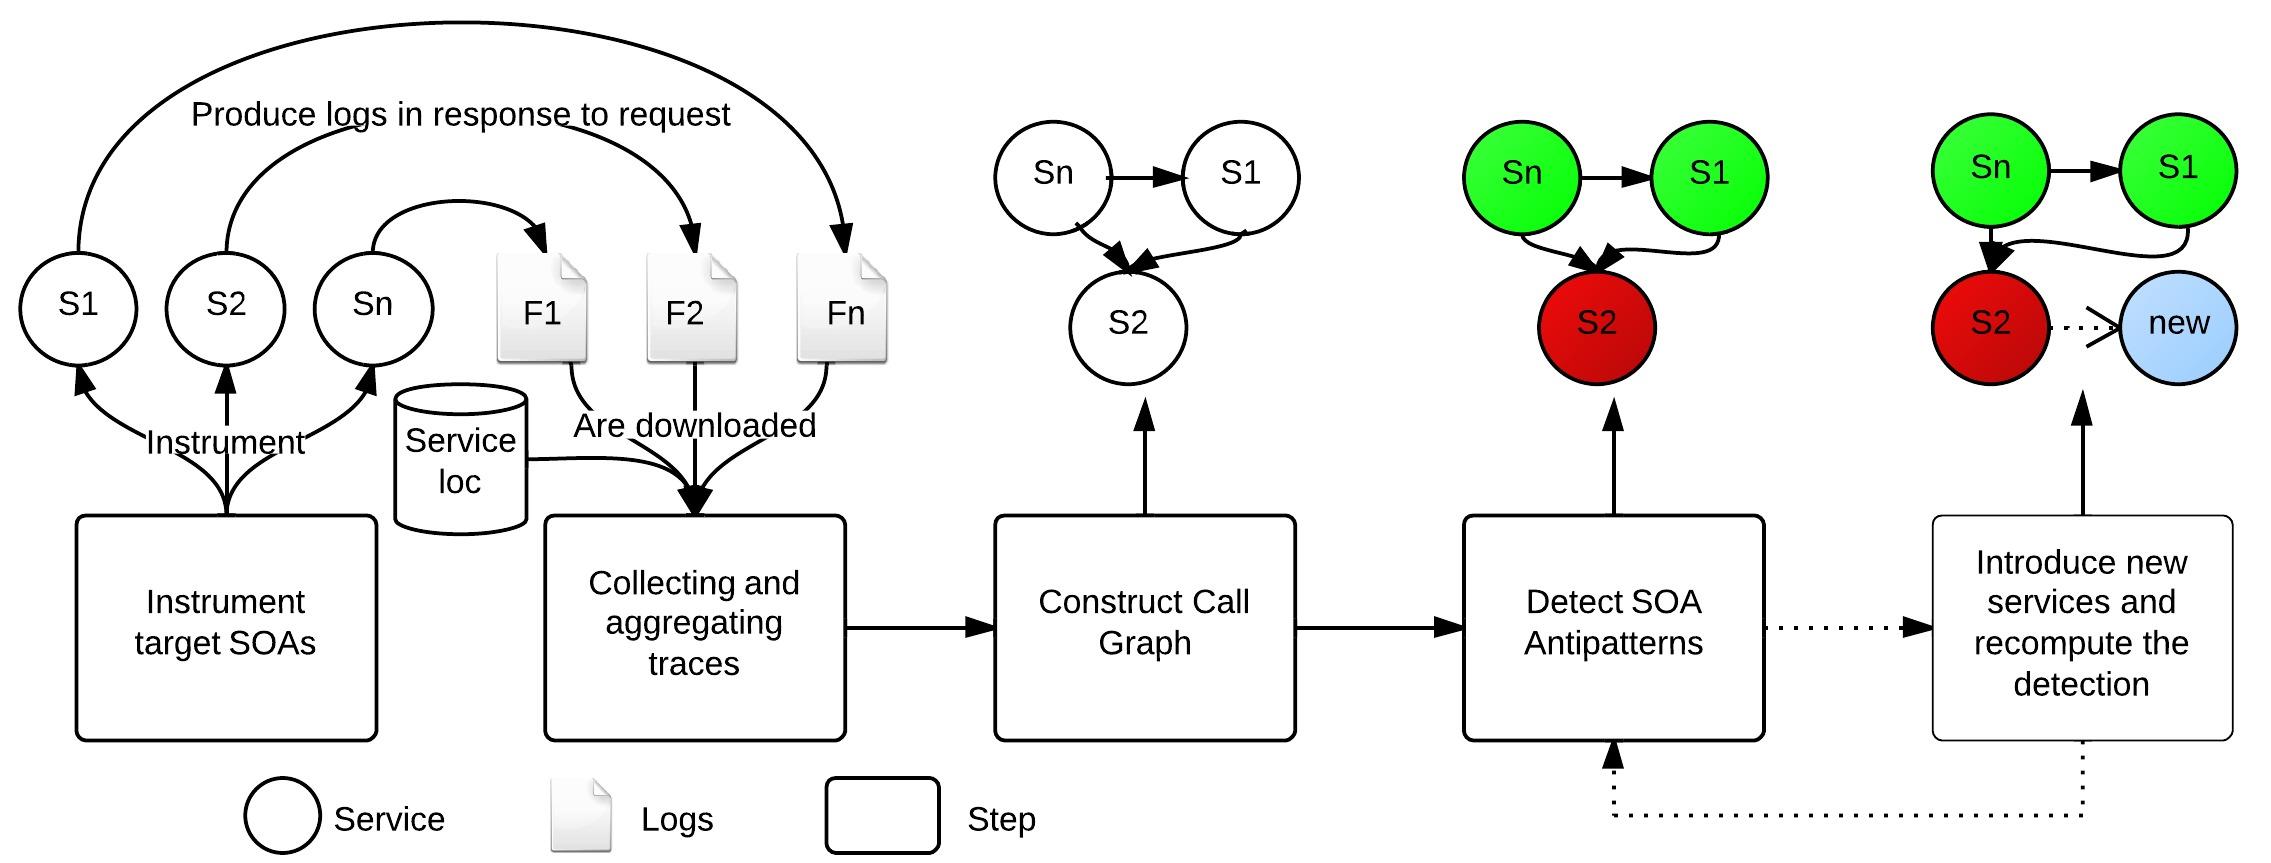 Produce logs in response to request
S1
S2
Sn
F1
F2
Fn
Instrument
Service
loc
Are downloaded
Sn
S1
S2
Sn
S1
S2
Sn
S1
S2
new
Instrument
target SOAs
Collecting and
aggregating
traces
Construct Call
Graph
Detect SOA
Antipatterns
Introduce new
services and
recompute the
detection
Service
Logs
Step